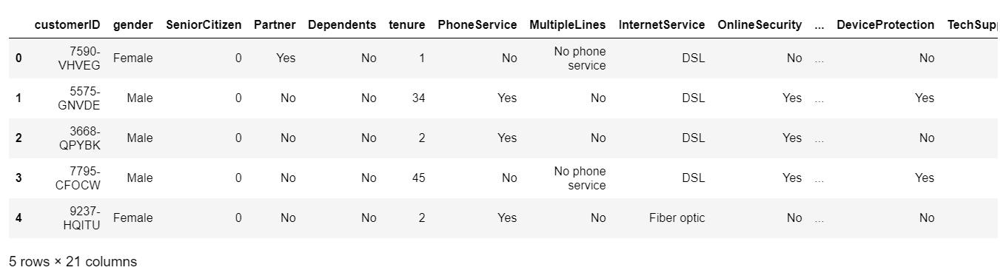 customerID gender SeniorCitizen Partner Dependents tenure PhoneService MultipleLines InternetService OnlineSecurity ... DeviceProtection TechSupp
0 7590-VHVEG Female 0 Yes No 1 No No phone service DSL No ... No
1 5575-GNVDE Male 0 No No 34 Yes No DSL Yes ... Yes
2 3668-QPYBK Male 0 No No 2 Yes No DSL Yes ... No
3 7795-CFOCW Male 0 No No 45 No No phone service DSL Yes ... Yes
4 9237-HQITU Female 0 No No 2 Yes No Fiber optic No ... No
5 rows × 21 columns